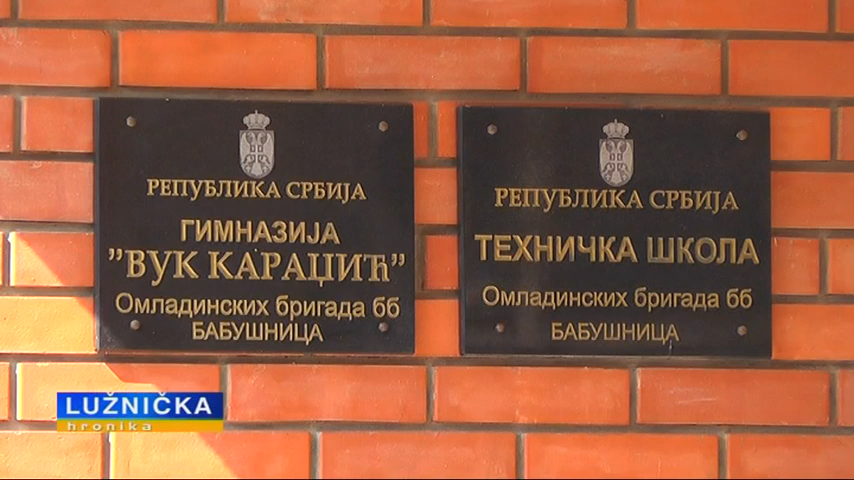 РЕПУБЛИКА СРБИЈА
ГИМНАЗИЈА
”ВУК КАРАЏИЋ”
Омладинских бригада бб
БАБУШНИЦА
РЕПУБЛИКА СРБИЈА
ТЕХНИЧКА ШКОЛА
Омладинских бригада бб
БАБУШНИЦА
LUŽNIČKA
hronika